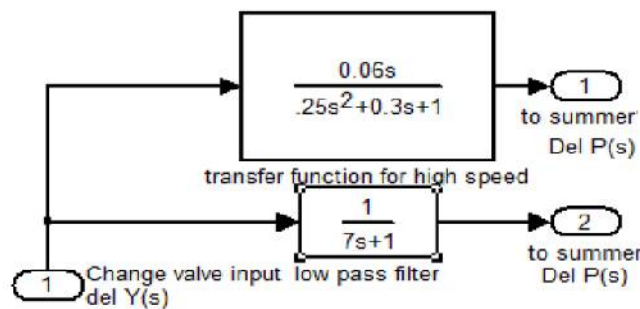 0.06s
.25s²+0.3s+1
1
to summer
Del P(s)
transfer function for high speed
1
7s+1
2
to summer
Del P(s)
1
Change valve input
del Y(s)
low pass filter